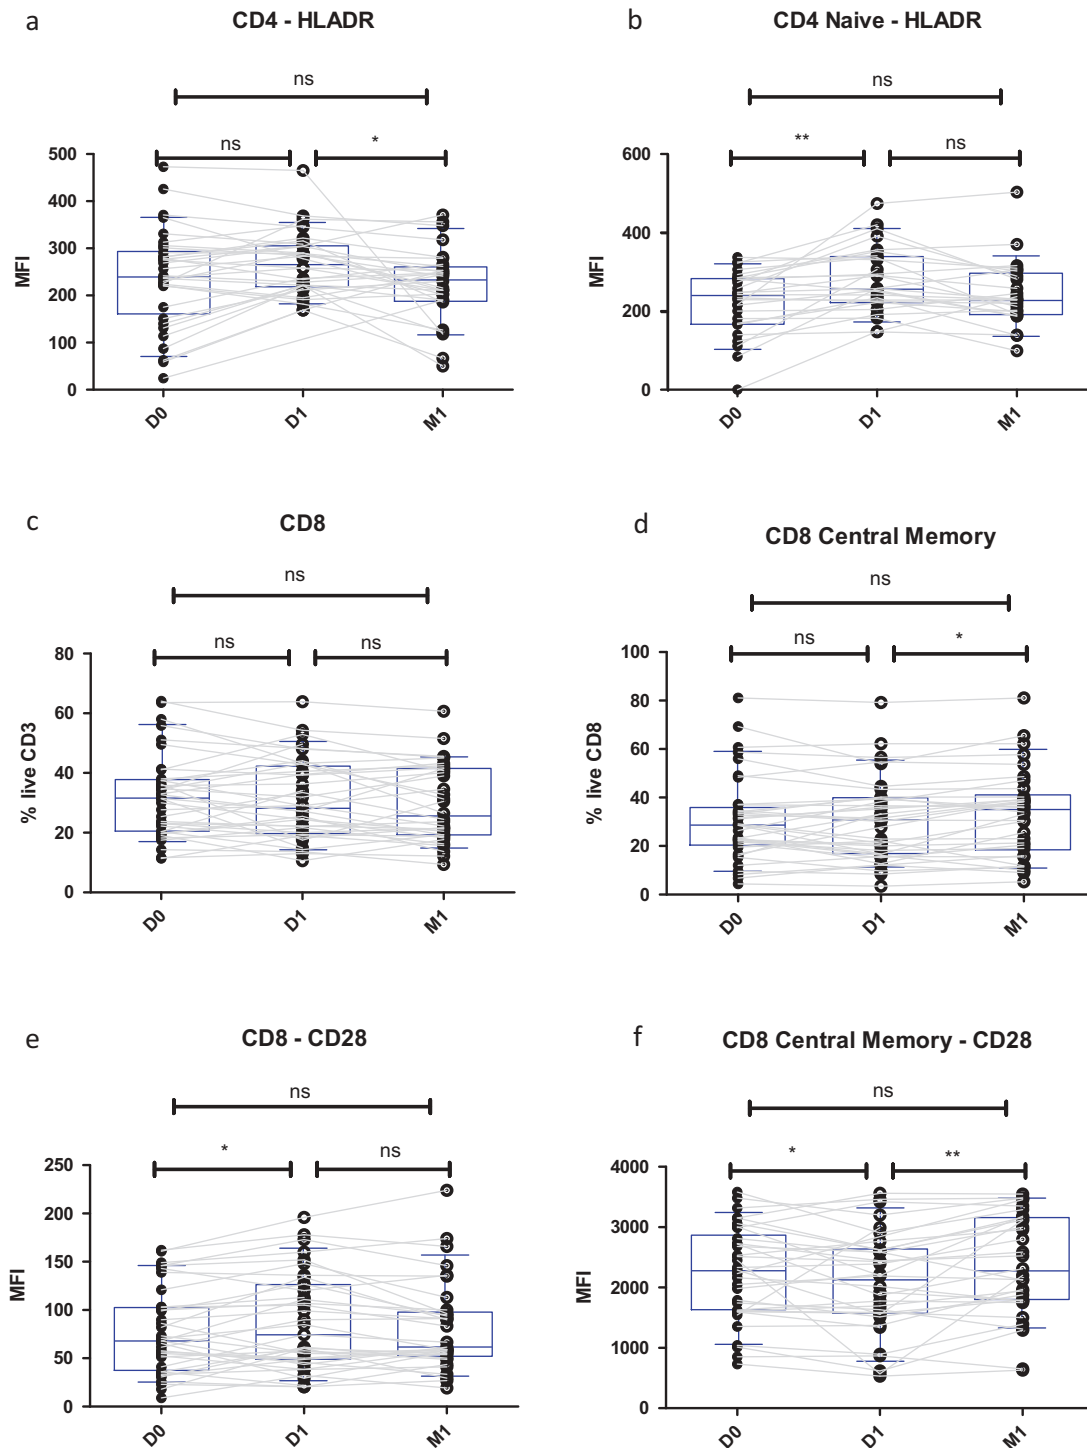 a
CD4 - HLADR
ns
ns
*
500
400
300
200
100
0
MFI
D0
D1
M1
b
CD4 Naive - HLADR
ns
**
ns
600
400
200
0
MFI
D0
D1
M1
c
CD8
ns
ns
ns
80
60
40
20
0
% live CD3
D0
D1
M1
d
CD8 Central Memory
ns
ns
*
100
80
60
40
20
0
% live CD8
D0
D1
M1
e
CD8 - CD28
ns
*
ns
250
200
150
100
50
0
MFI
D0
D1
M1
f
CD8 Central Memory - CD28
ns
*
**
4000
3000
2000
1000
0
MFI
D0
D1
M1